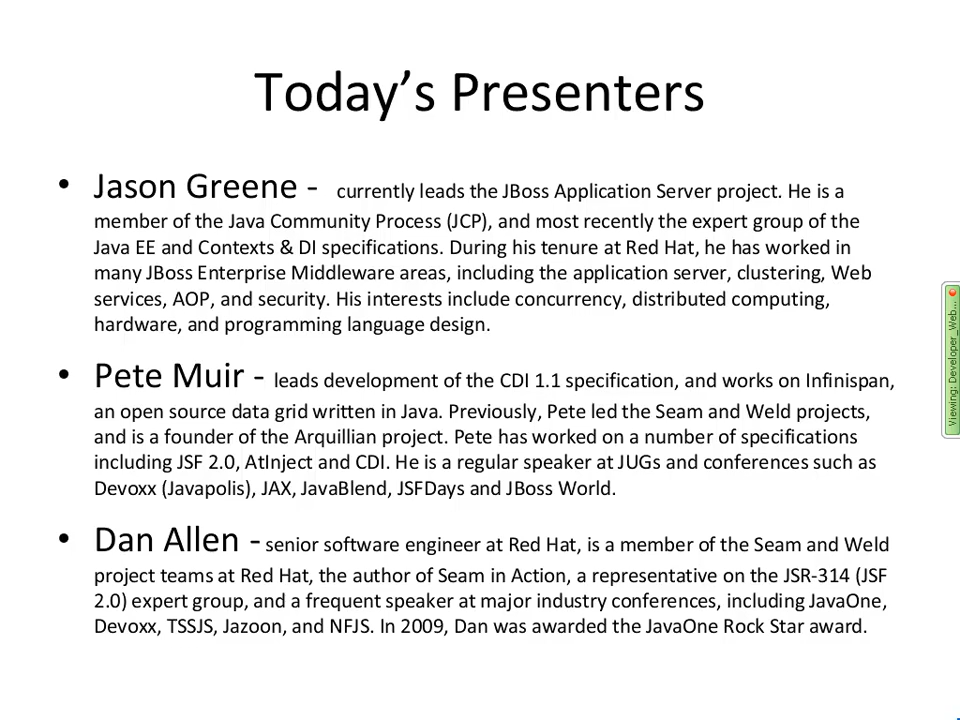 Today’s Presenters
• Jason Greene - currently leads the JBoss Application Server project. He is a
member of the Java Community Process (JCP), and most recently the expert group of the
Java EE and Contexts & DI specifications. During his tenure at Red Hat, he has worked in
many JBoss Enterprise Middleware areas, including the application server, clustering, Web
services, AOP, and security. His interests include concurrency, distributed computing,
hardware, and programming language design.
• Pete Muir - leads development of the CDI 1.1 specification, and works on Infinispan,
an open source data grid written in Java. Previously, Pete led the Seam and Weld projects,
and is a founder of the Arquillian project. Pete has worked on a number of specifications
including JSF 2.0, AtInject and CDI. He is a regular speaker at JUGs and conferences such as
Devoxx (Javapolis), JAX, JavaBlend, JSFDays and JBoss World.
• Dan Allen - senior software engineer at Red Hat, is a member of the Seam and Weld
project teams at Red Hat, the author of Seam in Action, a representative on the JSR-314 (JSF
2.0) expert group, and a frequent speaker at major industry conferences, including JavaOne,
Devoxx, TSSJS, Jazoon, and NFJS. In 2009, Dan was awarded the JavaOne Rock Star award.
Viewing: Developer_Web...